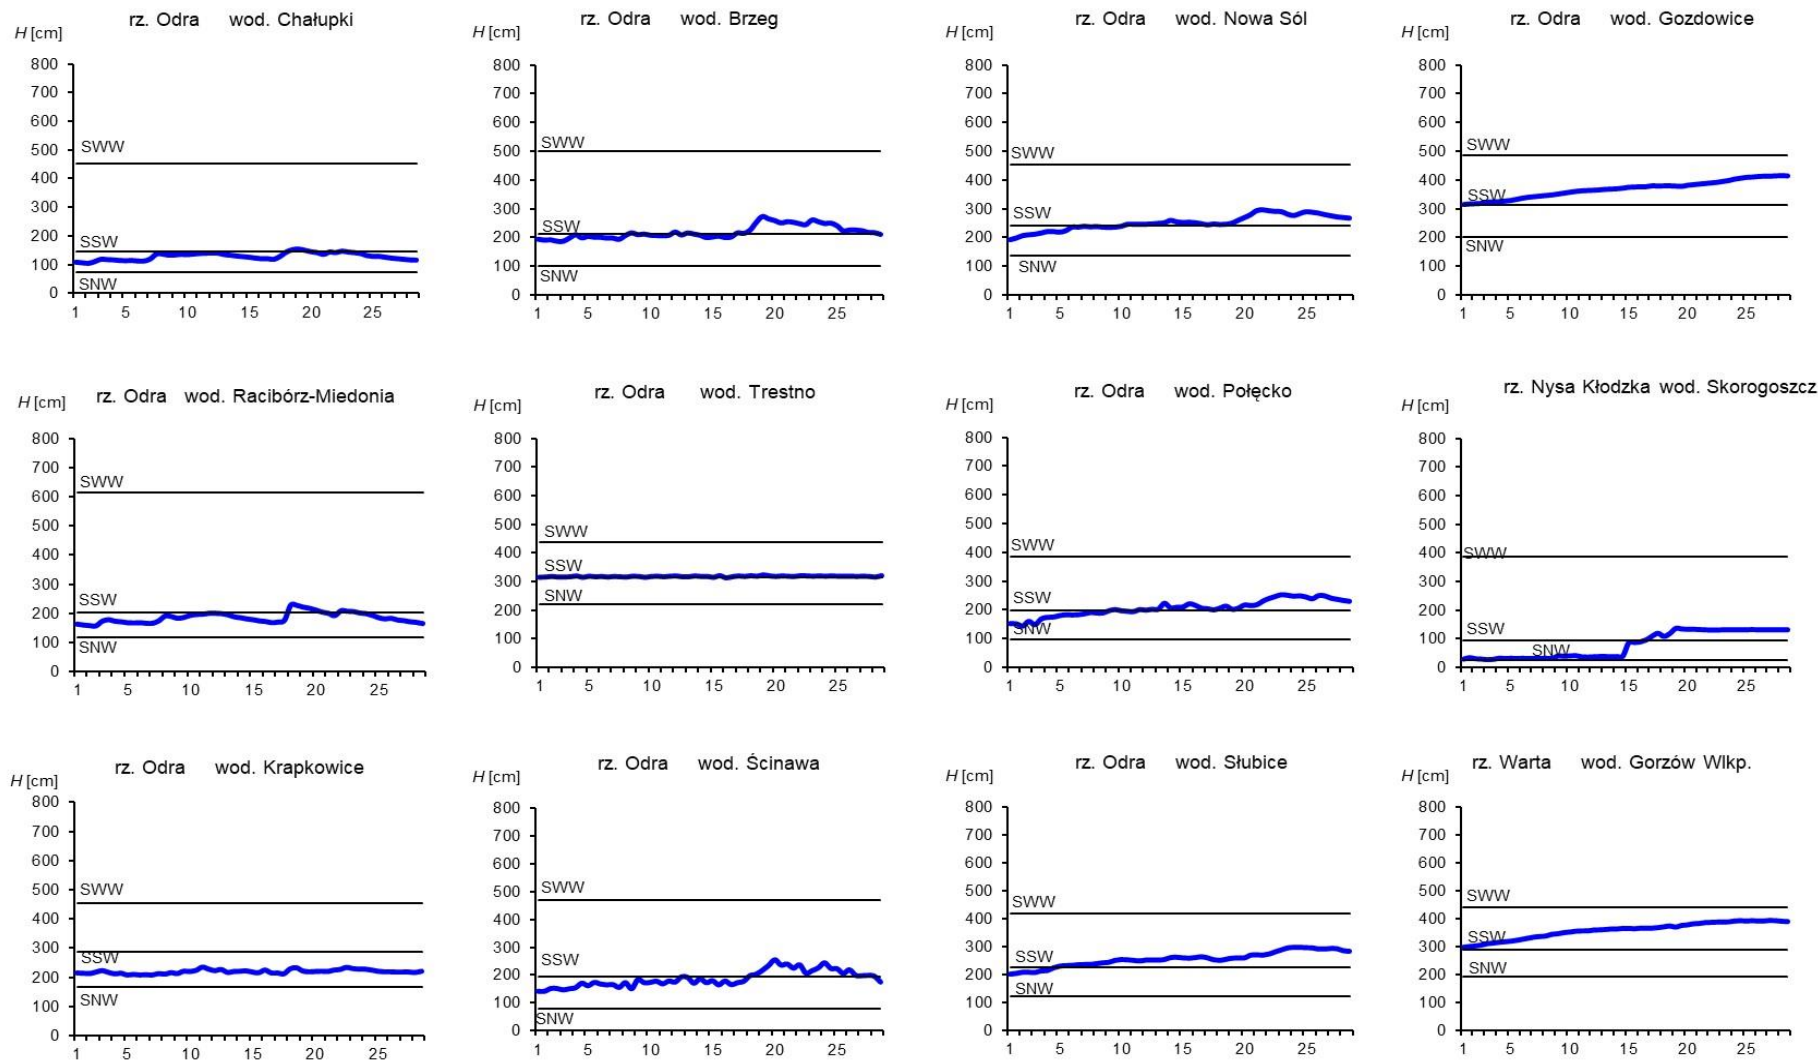 rz. Odra wod. Chałupki
H [cm]
800
700
600
500
400
300
200
100
0
SWW
SSW
SNW
1 5 10 15 20 25
rz. Odra wod. Brzeg
H [cm]
800
700
600
500
400
300
200
100
0
SWW
SSW
SNW
1 5 10 15 20 25
rz. Odra wod. Nowa Sól
H [cm]
800
700
600
500
400
300
200
100
0
SWW
SSW
SNW
1 5 10 15 20 25
rz. Odra wod. Gozdowice
H [cm]
800
700
600
500
400
300
200
100
0
SWW
SSW
SNW
1 5 10 15 20 25
rz. Odra wod. Racibórz-Miedonia
H [cm]
800
700
600
500
400
300
200
100
0
SWW
SSW
SNW
1 5 10 15 20 25
rz. Odra wod. Trestno
H [cm]
800
700
600
500
400
300
200
100
0
SWW
SSW
SNW
1 5 10 15 20 25
rz. Odra wod. Połęcko
H [cm]
800
700
600
500
400
300
200
100
0
SWW
SSW
SNW
1 5 10 15 20 25
rz. Nysa Kłodzka wod. Skorogoszcz
H [cm]
800
700
600
500
400
300
200
100
0
SWW
SSW
SNW
1 5 10 15 20 25
rz. Odra wod. Krapkowice
H [cm]
800
700
600
500
400
300
200
100
0
SWW
SSW
SNW
1 5 10 15 20 25
rz. Odra wod. Ścinawa
H [cm]
800
700
600
500
400
300
200
100
0
SWW
SSW
SNW
1 5 10 15 20 25
rz. Odra wod. Słubice
H [cm]
800
700
600
500
400
300
200
100
0
SWW
SSW
SNW
1 5 10 15 20 25
rz. Warta wod. Gorzów Wlkp.
H [cm]
800
700
600
500
400
300
200
100
0
SWW
SSW
SNW
1 5 10 15 20 25